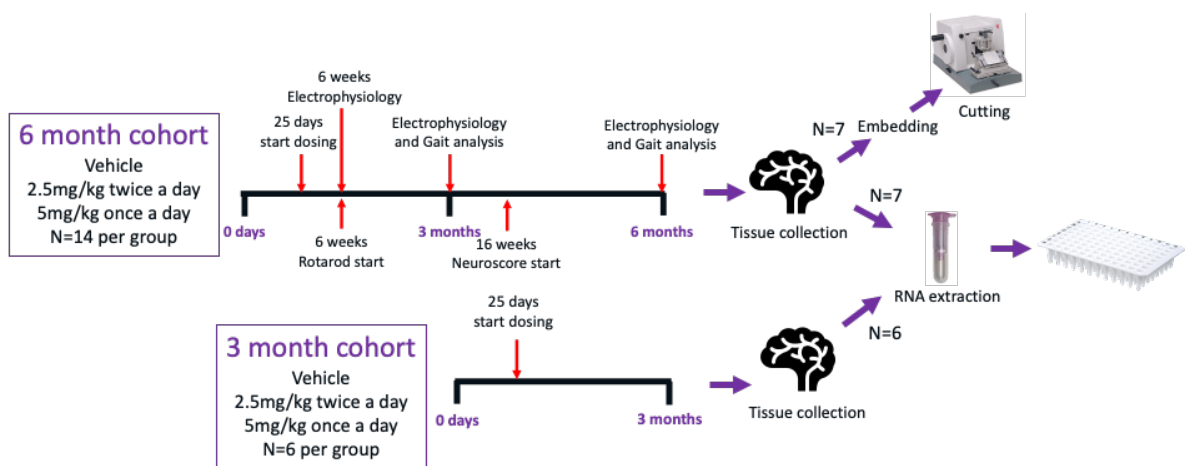 6 month cohort
Vehicle
2.5mg/kg twice a day
5mg/kg once a day
N=14 per group
25 days
start dosing
6 weeks
Electrophysiology
Electrophysiology
and Gait analysis
Electrophysiology
and Gait analysis
0 days
6 weeks
Rotarod start
3 months
16 weeks
Neuroscore start
6 months
Tissue collection
N=7
Embedding
Cutting
N=7
RNA extraction
N=6
3 month cohort
Vehicle
2.5mg/kg twice a day
5mg/kg once a day
N=6 per group
25 days
start dosing
0 days
3 months
Tissue collection